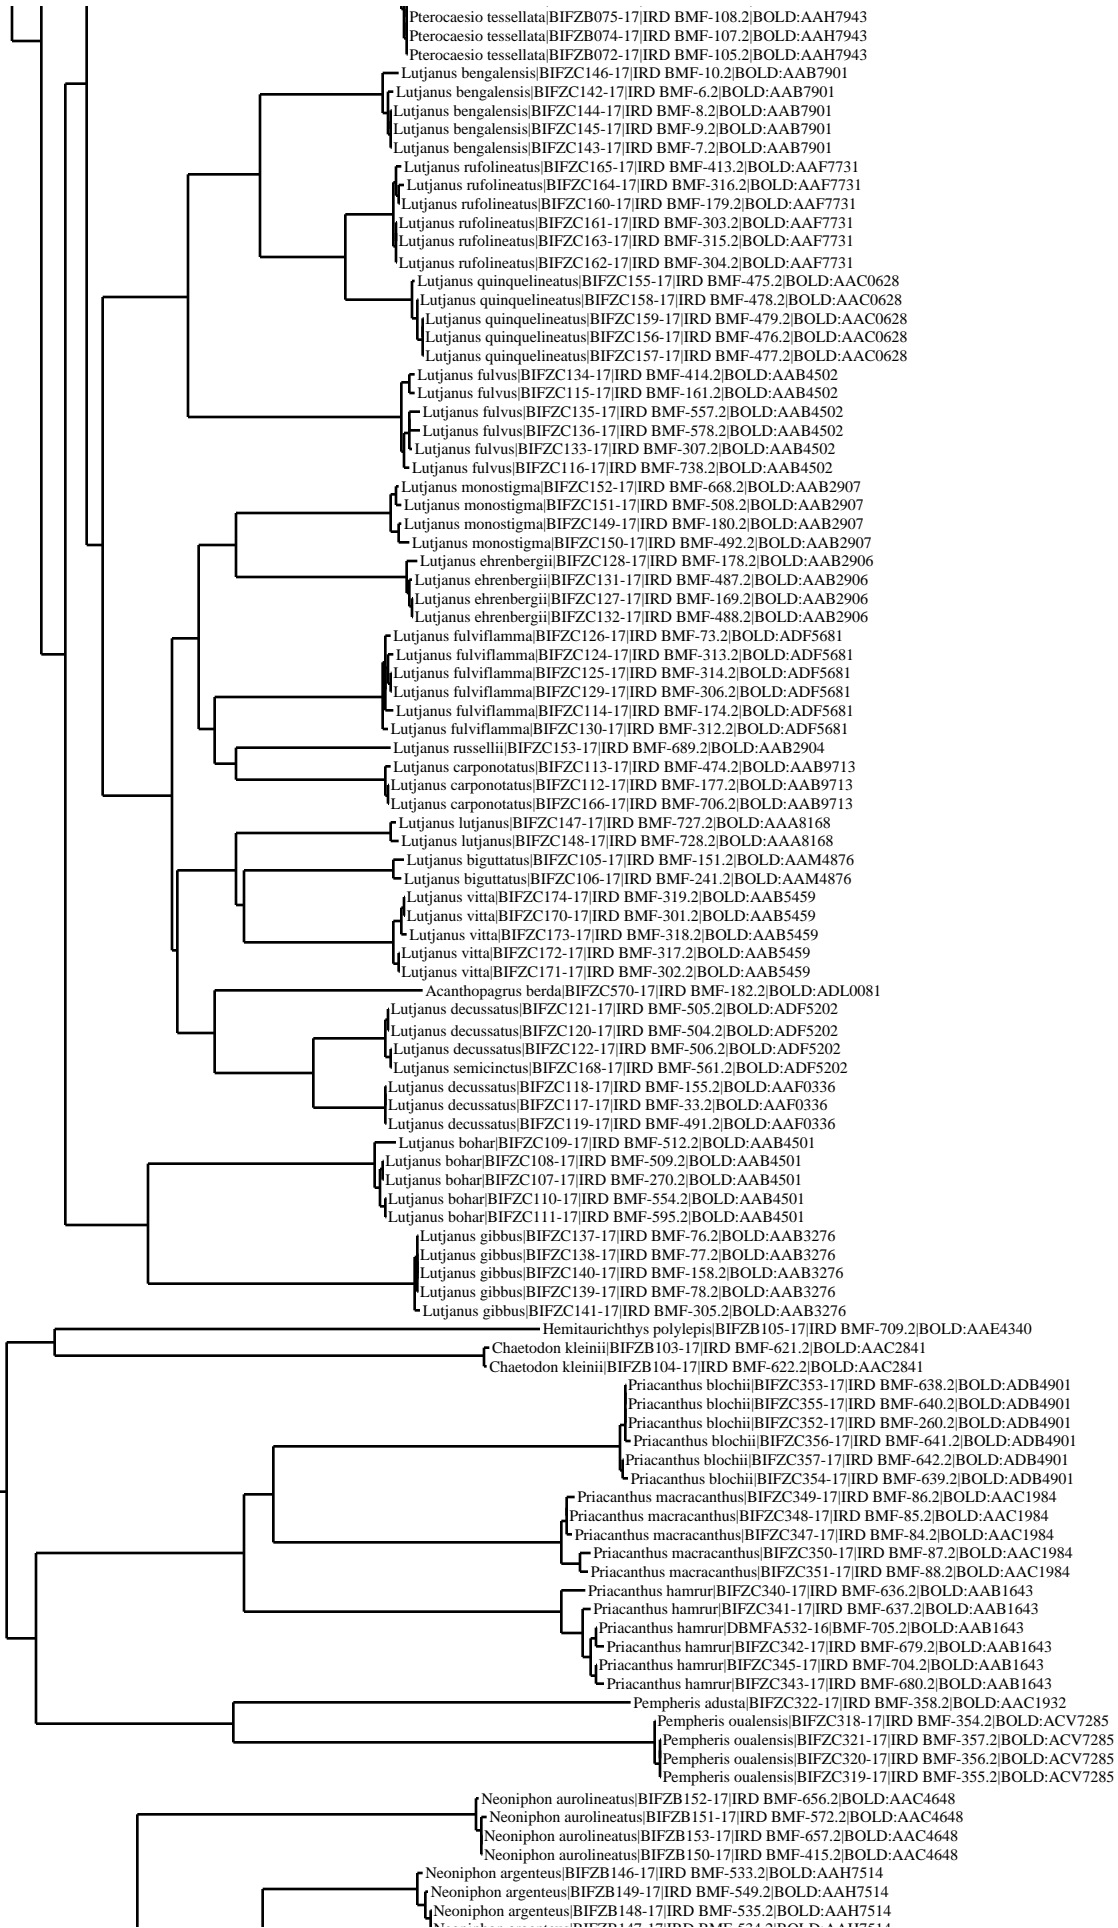 Pterocaesio tessellata|BIFZB075-17|IRD BMF-108.2|BOLD:AAH7943
Pterocaesio tessellata|BIFZB074-17|IRD BMF-107.2|BOLD:AAH7943
Pterocaesio tessellata|BIFZB072-17|IRD BMF-105.2|BOLD:AAH7943
Lutjanus bengalensis|BIFZC146-17|IRD BMF-10.2|BOLD:AAB7901
Lutjanus bengalensis|BIFZC142-17|IRD BMF-6.2|BOLD:AAB7901
Lutjanus bengalensis|BIFZC144-17|IRD BMF-8.2|BOLD:AAB7901
Lutjanus bengalensis|BIFZC145-17|IRD BMF-9.2|BOLD:AAB7901
Lutjanus bengalensis|BIFZC143-17|IRD BMF-7.2|BOLD:AAB7901
Lutjanus rufolineatus|BIFZC165-17|IRD BMF-413.2|BOLD:AAF7731
Lutjanus rufolineatus|BIFZC164-17|IRD BMF-316.2|BOLD:AAF7731
Lutjanus rufolineatus|BIFZC160-17|IRD BMF-179.2|BOLD:AAF7731
Lutjanus rufolineatus|BIFZC161-17|IRD BMF-303.2|BOLD:AAF7731
Lutjanus rufolineatus|BIFZC163-17|IRD BMF-315.2|BOLD:AAF7731
Lutjanus rufolineatus|BIFZC162-17|IRD BMF-304.2|BOLD:AAF7731
Lutjanus quinquelineatus|BIFZC155-17|IRD BMF-475.2|BOLD:AAC0628
Lutjanus quinquelineatus|BIFZC158-17|IRD BMF-478.2|BOLD:AAC0628
Lutjanus quinquelineatus|BIFZC159-17|IRD BMF-479.2|BOLD:AAC0628
Lutjanus quinquelineatus|BIFZC156-17|IRD BMF-476.2|BOLD:AAC0628
Lutjanus quinquelineatus|BIFZC157-17|IRD BMF-477.2|BOLD:AAC0628
Lutjanus fulvus|BIFZC134-17|IRD BMF-414.2|BOLD:AAB4502
Lutjanus fulvus|BIFZC115-17|IRD BMF-161.2|BOLD:AAB4502
Lutjanus fulvus|BIFZC135-17|IRD BMF-557.2|BOLD:AAB4502
Lutjanus fulvus|BIFZC136-17|IRD BMF-578.2|BOLD:AAB4502
Lutjanus fulvus|BIFZC133-17|IRD BMF-307.2|BOLD:AAB4502
Lutjanus fulvus|BIFZC116-17|IRD BMF-738.2|BOLD:AAB4502
Lutjanus monostigma|BIFZC152-17|IRD BMF-668.2|BOLD:AAB2907
Lutjanus monostigma|BIFZC151-17|IRD BMF-508.2|BOLD:AAB2907
Lutjanus monostigma|BIFZC149-17|IRD BMF-180.2|BOLD:AAB2907
Lutjanus monostigma|BIFZC150-17|IRD BMF-492.2|BOLD:AAB2907
Lutjanus ehrenbergii|BIFZC128-17|IRD BMF-178.2|BOLD:AAB2906
Lutjanus ehrenbergii|BIFZC131-17|IRD BMF-487.2|BOLD:AAB2906
Lutjanus ehrenbergii|BIFZC127-17|IRD BMF-169.2|BOLD:AAB2906
Lutjanus ehrenbergii|BIFZC132-17|IRD BMF-488.2|BOLD:AAB2906
Lutjanus fulviflamma|BIFZC126-17|IRD BMF-73.2|BOLD:ADF5681
Lutjanus fulviflamma|BIFZC124-17|IRD BMF-313.2|BOLD:ADF5681
Lutjanus fulviflamma|BIFZC125-17|IRD BMF-314.2|BOLD:ADF5681
Lutjanus fulviflamma|BIFZC129-17|IRD BMF-306.2|BOLD:ADF5681
Lutjanus fulviflamma|BIFZC114-17|IRD BMF-174.2|BOLD:ADF5681
Lutjanus fulviflamma|BIFZC130-17|IRD BMF-312.2|BOLD:ADF5681
Lutjanus russellii|BIFZC153-17|IRD BMF-689.2|BOLD:AAB2904
Lutjanus carponotatus|BIFZC113-17|IRD BMF-474.2|BOLD:AAB9713
Lutjanus carponotatus|BIFZC112-17|IRD BMF-177.2|BOLD:AAB9713
Lutjanus carponotatus|BIFZC166-17|IRD BMF-706.2|BOLD:AAB9713
Lutjanus lutjanus|BIFZC147-17|IRD BMF-727.2|BOLD:AAA8168
Lutjanus lutjanus|BIFZC148-17|IRD BMF-728.2|BOLD:AAA8168
Lutjanus biguttatus|BIFZC105-17|IRD BMF-151.2|BOLD:AAM4876
Lutjanus biguttatus|BIFZC106-17|IRD BMF-241.2|BOLD:AAM4876
Lutjanus vitta|BIFZC174-17|IRD BMF-319.2|BOLD:AAB5459
Lutjanus vitta|BIFZC170-17|IRD BMF-301.2|BOLD:AAB5459
Lutjanus vitta|BIFZC173-17|IRD BMF-318.2|BOLD:AAB5459
Lutjanus vitta|BIFZC172-17|IRD BMF-317.2|BOLD:AAB5459
Lutjanus vitta|BIFZC171-17|IRD BMF-302.2|BOLD:AAB5459
Acanthopagrus berda|BIFZC570-17|IRD BMF-182.2|BOLD:ADL0081
Lutjanus decussatus|BIFZC121-17|IRD BMF-505.2|BOLD:ADF5202
Lutjanus decussatus|BIFZC120-17|IRD BMF-504.2|BOLD:ADF5202
Lutjanus decussatus|BIFZC122-17|IRD BMF-506.2|BOLD:ADF5202
Lutjanus semicinctus|BIFZC168-17|IRD BMF-561.2|BOLD:ADF5202
Lutjanus decussatus|BIFZC118-17|IRD BMF-155.2|BOLD:AAF0336
Lutjanus decussatus|BIFZC117-17|IRD BMF-33.2|BOLD:AAF0336
Lutjanus decussatus|BIFZC119-17|IRD BMF-491.2|BOLD:AAF0336
Lutjanus bohar|BIFZC109-17|IRD BMF-512.2|BOLD:AAB4501
Lutjanus bohar|BIFZC108-17|IRD BMF-509.2|BOLD:AAB4501
Lutjanus bohar|BIFZC107-17|IRD BMF-270.2|BOLD:AAB4501
Lutjanus bohar|BIFZC110-17|IRD BMF-554.2|BOLD:AAB4501
Lutjanus bohar|BIFZC111-17|IRD BMF-595.2|BOLD:AAB4501
Lutjanus gibbus|BIFZC137-17|IRD BMF-76.2|BOLD:AAB3276
Lutjanus gibbus|BIFZC138-17|IRD BMF-77.2|BOLD:AAB3276
Lutjanus gibbus|BIFZC140-17|IRD BMF-158.2|BOLD:AAB3276
Lutjanus gibbus|BIFZC139-17|IRD BMF-78.2|BOLD:AAB3276
Lutjanus gibbus|BIFZC141-17|IRD BMF-305.2|BOLD:AAB3276
Hemitaurichthys polylepis|BIFZB105-17|IRD BMF-709.2|BOLD:AAE4340
Chaetodon kleinii|BIFZB103-17|IRD BMF-621.2|BOLD:AAC2841
Chaetodon kleinii|BIFZB104-17|IRD BMF-622.2|BOLD:AAC2841
Priacanthus blochii|BIFZC353-17|IRD BMF-638.2|BOLD:ADB4901
Priacanthus blochii|BIFZC355-17|IRD BMF-640.2|BOLD:ADB4901
Priacanthus blochii|BIFZC352-17|IRD BMF-260.2|BOLD:ADB4901
Priacanthus blochii|BIFZC356-17|IRD BMF-641.2|BOLD:ADB4901
Priacanthus blochii|BIFZC357-17|IRD BMF-642.2|BOLD:ADB4901
Priacanthus blochii|BIFZC354-17|IRD BMF-639.2|BOLD:ADB4901
Priacanthus macracanthus|BIFZC349-17|IRD BMF-86.2|BOLD:AAC1984
Priacanthus macracanthus|BIFZC348-17|IRD BMF-85.2|BOLD:AAC1984
Priacanthus macracanthus|BIFZC347-17|IRD BMF-84.2|BOLD:AAC1984
Priacanthus macracanthus|BIFZC350-17|IRD BMF-87.2|BOLD:AAC1984
Priacanthus macracanthus|BIFZC351-17|IRD BMF-88.2|BOLD:AAC1984
Priacanthus hamrur|BIFZC340-17|IRD BMF-636.2|BOLD:AAB1643
Priacanthus hamrur|BIFZC341-17|IRD BMF-637.2|BOLD:AAB1643
Priacanthus hamrur|DBMFA532-16|BMF-705.2|BOLD:AAB1643
Priacanthus hamrur|BIFZC342-17|IRD BMF-679.2|BOLD:AAB1643
Priacanthus hamrur|BIFZC345-17|IRD BMF-704.2|BOLD:AAB1643
Priacanthus hamrur|BIFZC343-17|IRD BMF-680.2|BOLD:AAB1643
Pempheris adusta|BIFZC322-17|IRD BMF-358.2|BOLD:AAC1932
Pempheris oualensis|BIFZC318-17|IRD BMF-354.2|BOLD:ACV7285
Pempheris oualensis|BIFZC321-17|IRD BMF-357.2|BOLD:ACV7285
Pempheris oualensis|BIFZC320-17|IRD BMF-356.2|BOLD:ACV7285
Pempheris oualensis|BIFZC319-17|IRD BMF-355.2|BOLD:ACV7285
Neoniphon aurolineatus|BIFZB152-17|IRD BMF-656.2|BOLD:AAC4648
Neoniphon aurolineatus|BIFZB151-17|IRD BMF-572.2|BOLD:AAC4648
Neoniphon aurolineatus|BIFZB153-17|IRD BMF-657.2|BOLD:AAC4648
Neoniphon aurolineatus|BIFZB150-17|IRD BMF-415.2|BOLD:AAC4648
Neoniphon argenteus|BIFZB146-17|IRD BMF-533.2|BOLD:AAH7514
Neoniphon argenteus|BIFZB149-17|IRD BMF-549.2|BOLD:AAH7514
Neoniphon argenteus|BIFZB148-17|IRD BMF-535.2|BOLD:AAH7514
Neoniphon argenteus|BIFZB147-17|IRD BMF-534.2|BOLD:AAH7514